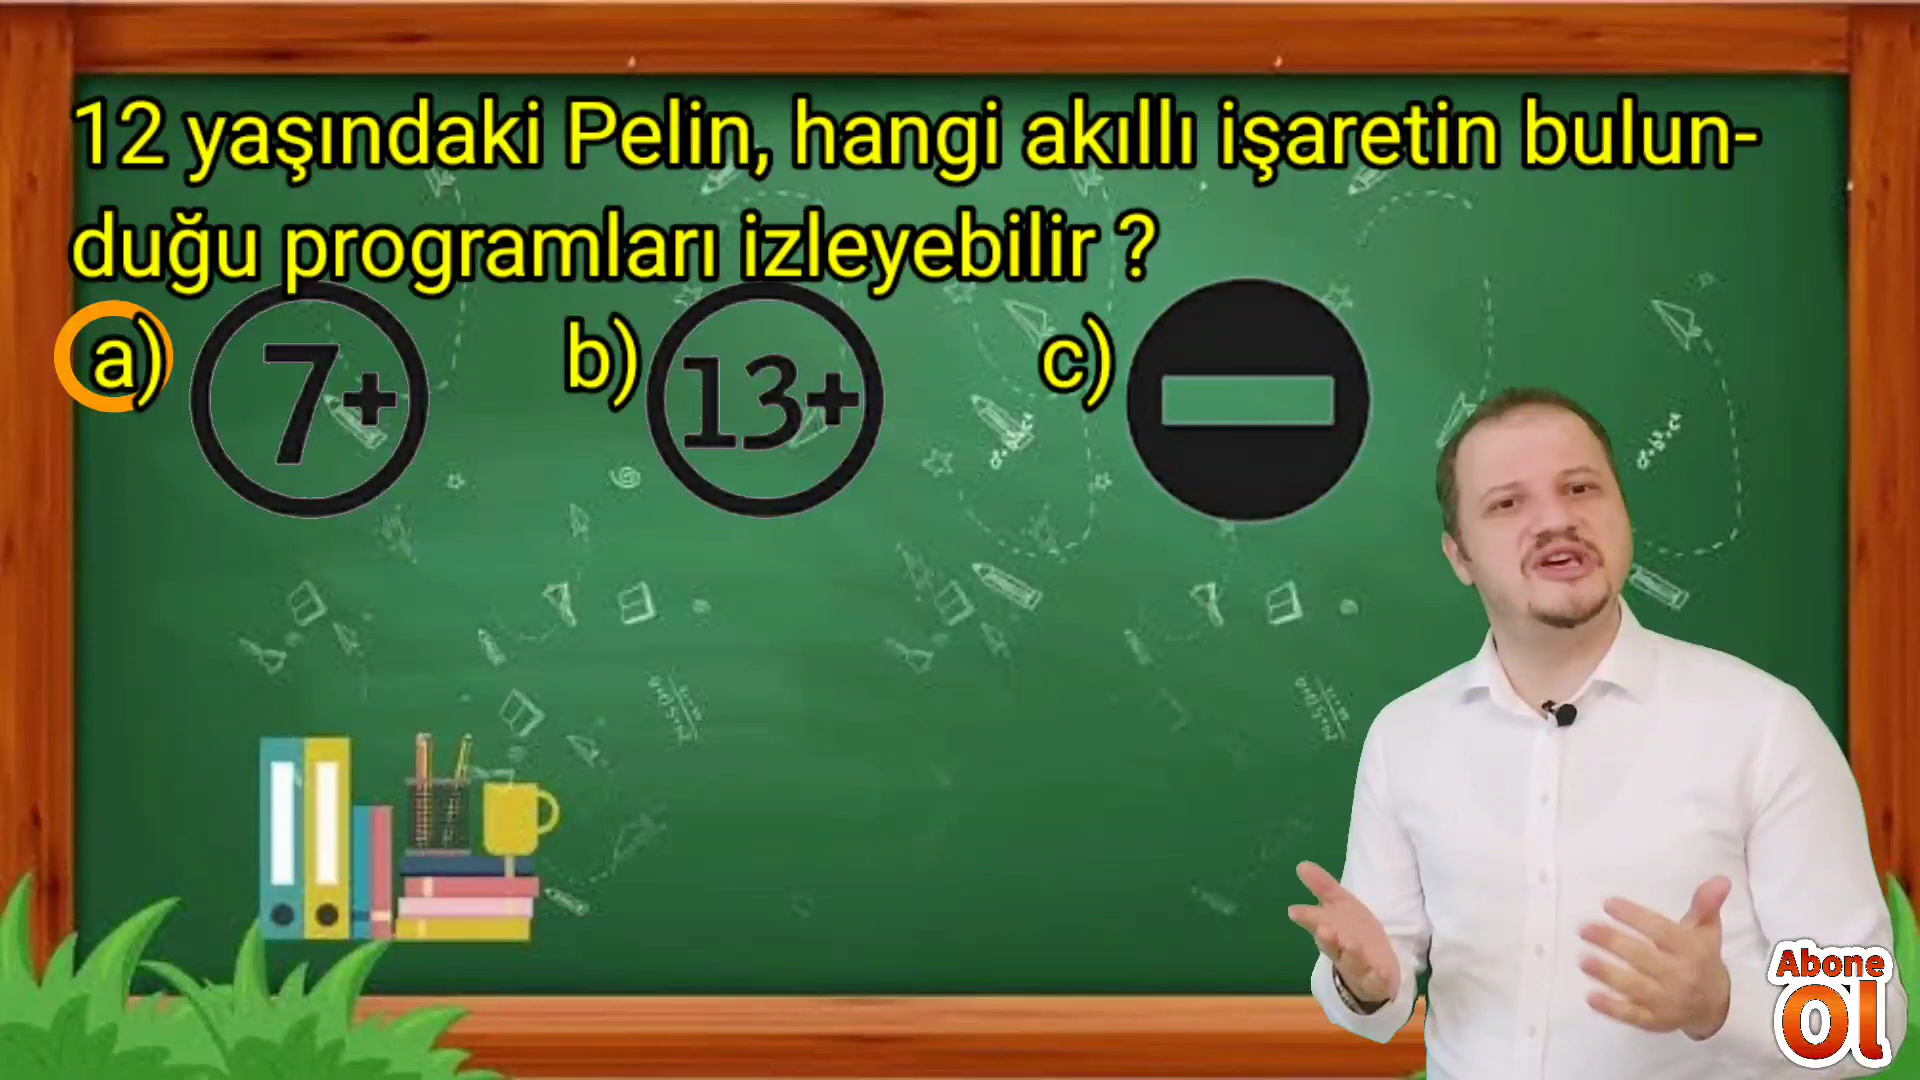 12 yaşındaki Pelin, hangi akıllı işaretin bulun-
duğu programları izleyebilir ?
a) 7+ b) 13+ c)
Abone
Ol